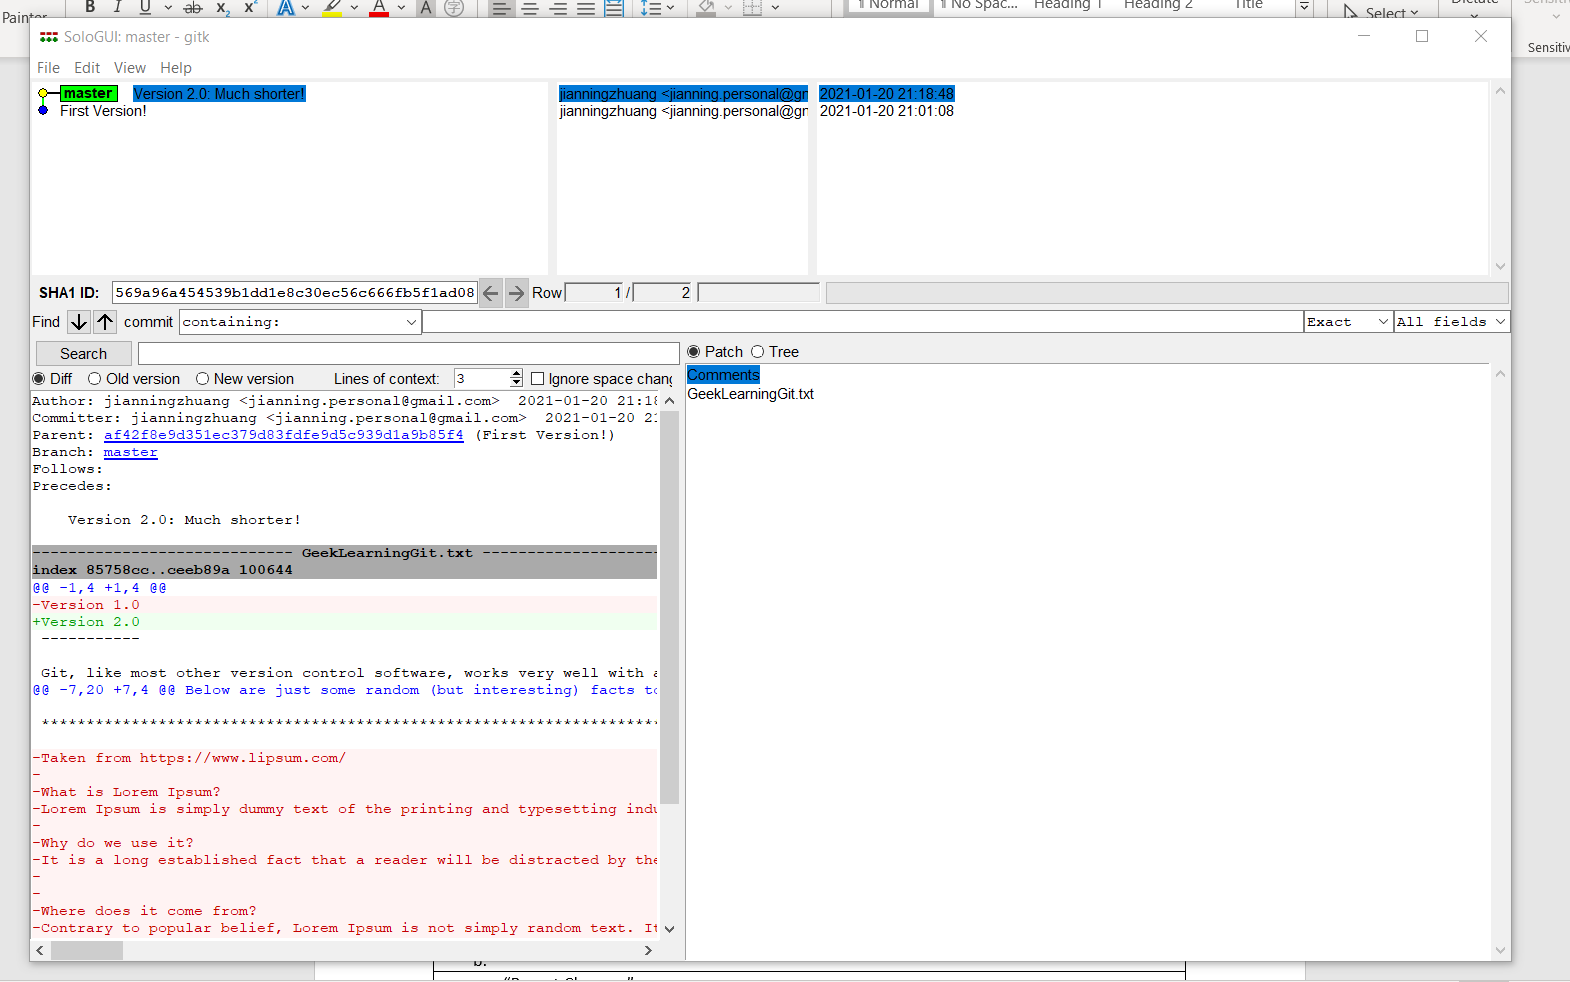 Painter
B I U ab x2 x2 A A A 字
¶ Normal ¶ No Spac... Heading 1 Heading 2 Title
Select
Dictate
Sensitiv
SoloGUI: master - gitk
File Edit View Help
master Version 2.0: Much shorter! jianningzhuang <jianning.personal@gr 2021-01-20 21:18:48
First Version! jianningzhuang <jianning.personal@gr 2021-01-20 21:01:08
SHA1 ID: 569a96a454539b1dd1e8c30ec56c666fb5f1ad08 Row 1 / 2
Find commit containing: Exact All fields
Search
Patch Tree
Diff Old version New version Lines of context: 3 Ignore space chang
Comments
GeekLearningGit.txt
Author: jianningzhuang <jianning.personal@gmail.com> 2021-01-20 21:18
Committer: jianningzhuang <jianning.personal@gmail.com> 2021-01-20 21
Parent: af42f8e9d351ec379d83fdfe9d5c939d1a9b85f4 (First Version!)
Branch: master
Follows:
Precedes:
Version 2.0: Much shorter!
----------------------------- GeekLearningGit.txt --------------------
index 85758cc..ceeb89a 100644
@@ -1,4 +1,4 @@
-Version 1.0
+Version 2.0
-----------
Git, like most other version control software, works very well with a
@@ -7,20 +7,4 @@ Below are just some random (but interesting) facts to
*********************************************************************
-Taken from https://www.lipsum.com/
-
-What is Lorem Ipsum?
-Lorem Ipsum is simply dummy text of the printing and typesetting indu
-
-Why do we use it?
-It is a long established fact that a reader will be distracted by the
-
-
-Where does it come from?
-Contrary to popular belief, Lorem Ipsum is not simply random text. It
b.